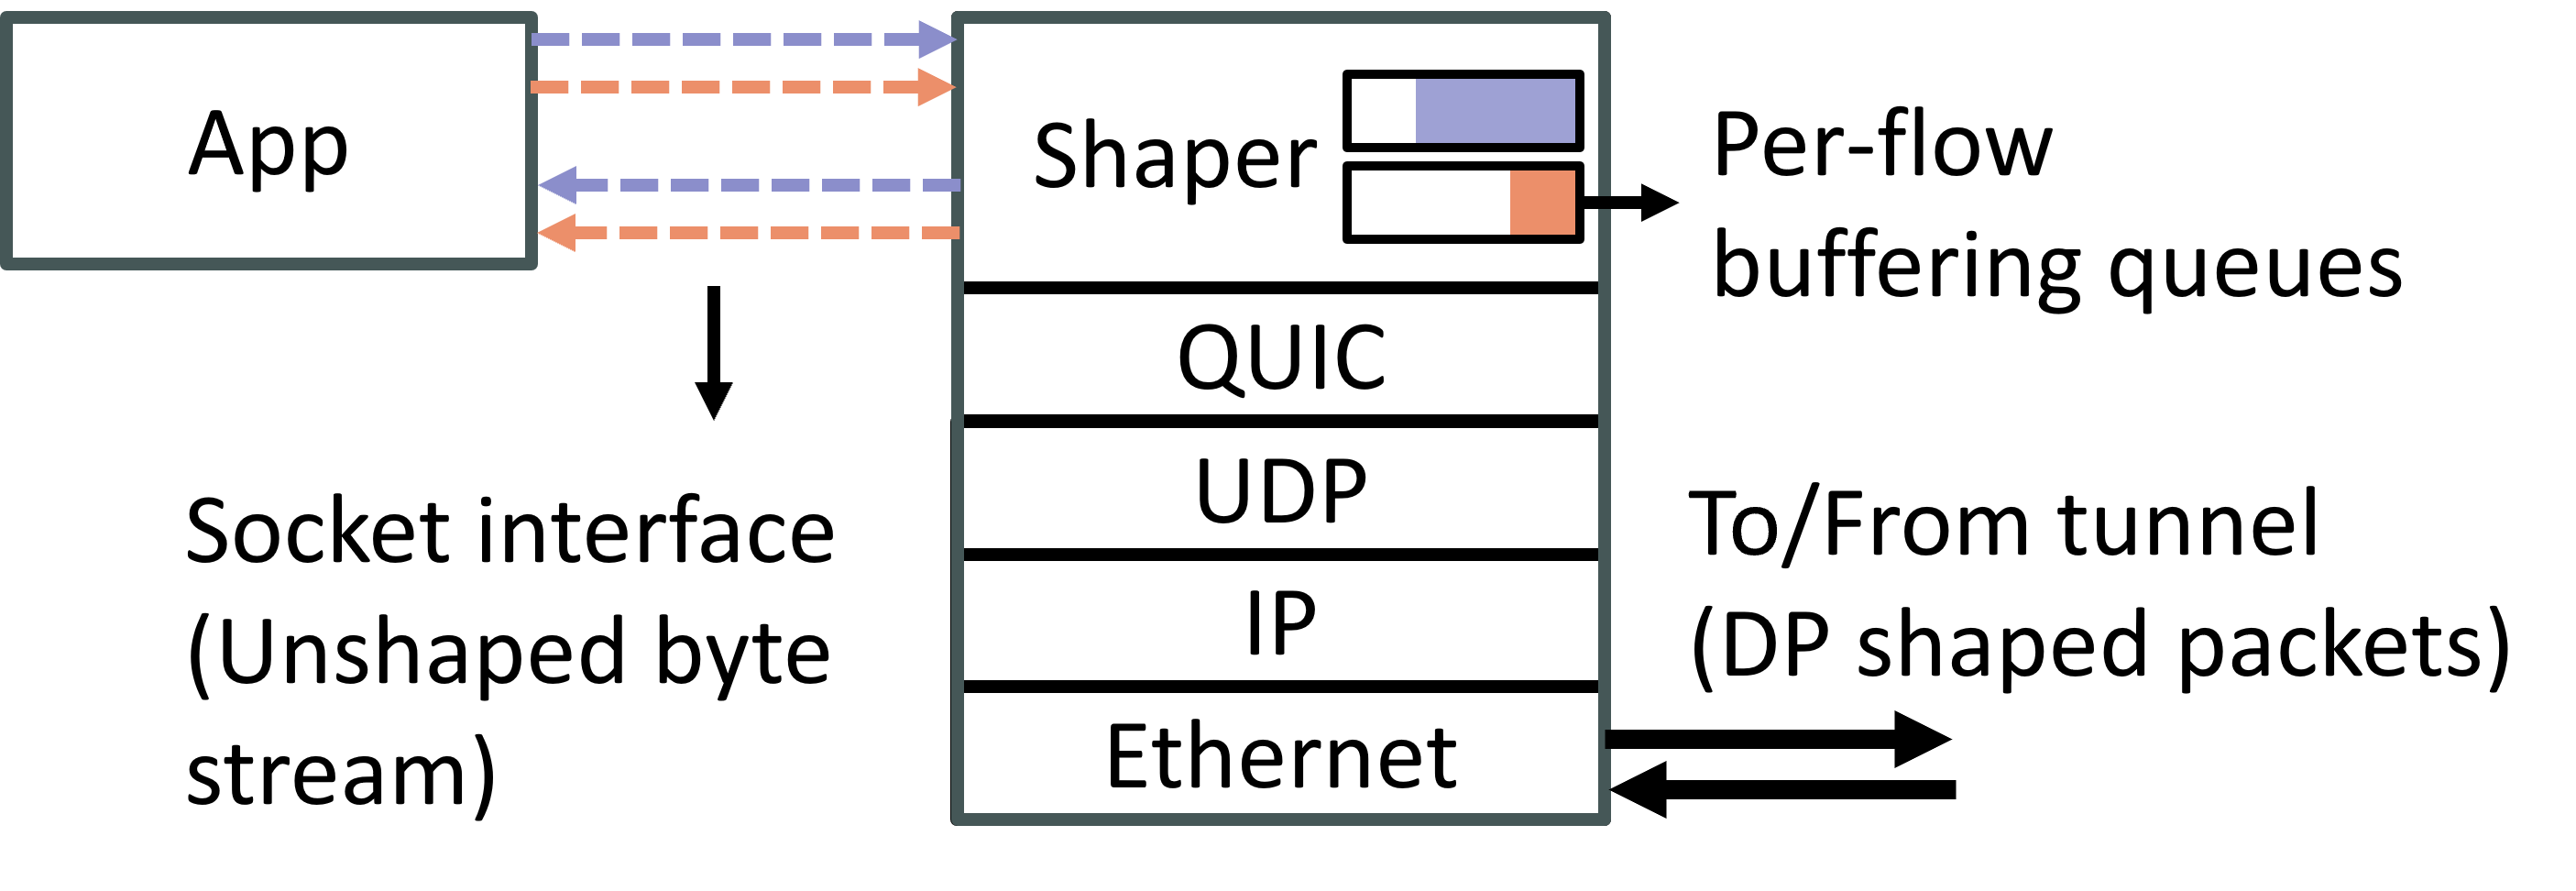 App
Shaper
Per-flow
buffering queues
QUIC
UDP
IP
Ethernet
Socket interface
(Unshaped byte
stream)
To/From tunnel
(DP shaped packets)